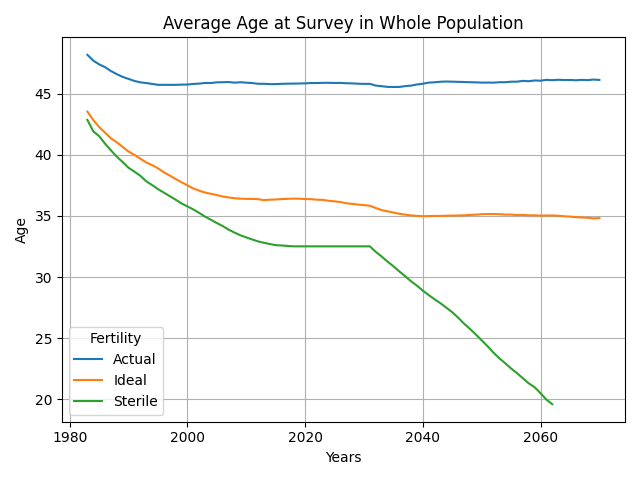 Average Age at Survey in Whole Population
Age
45
40
35
30
25
20
Fertility
Actual
Ideal
Sterile
1980
2000
2020
2040
2060
Years